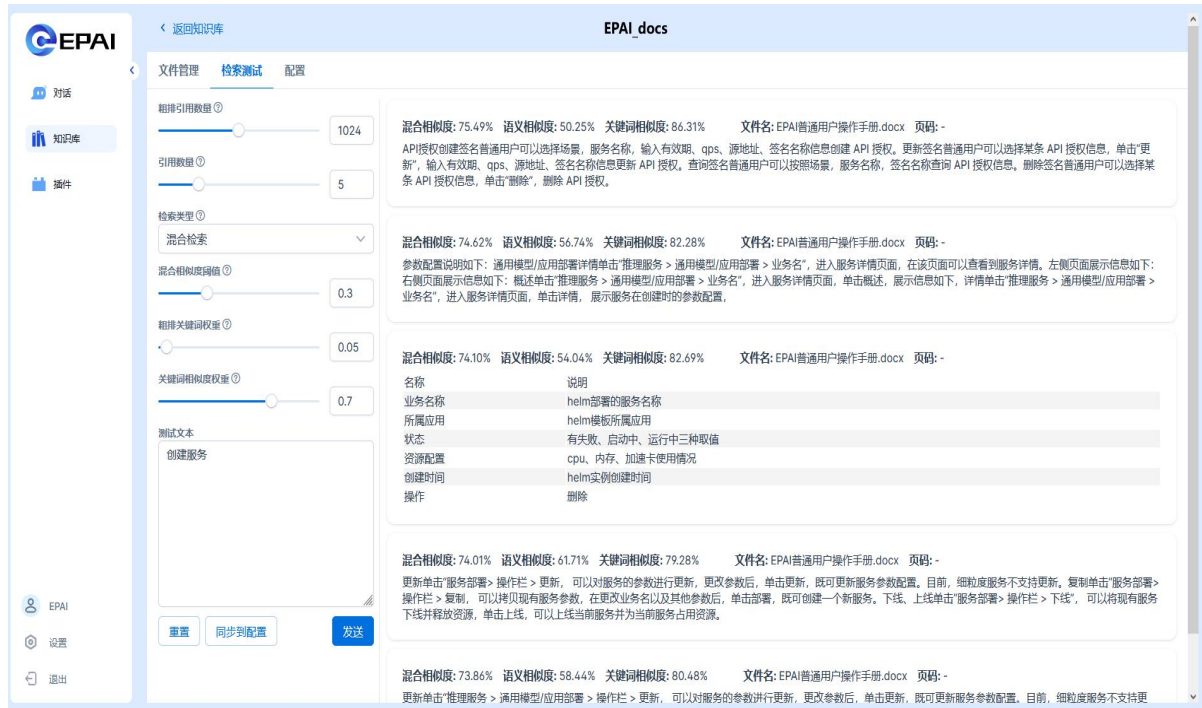 EPAI
对话
知识库
插件
EPAI
设置
退出
返回知识库
EPAI_docs
文件管理 检索测试 配置
粗排引用数量
1024
引用数量
5
检索类型
混合检索
混合相似度阈值
0.3
粗排关键词权重
0.05
关键词相似度权重
0.7
测试文本
创建服务
重置 同步到配置 发送
混合相似度: 75.49% 语义相似度: 50.25% 关键词相似度: 86.31% 文件名: EPAI普通用户操作手册.docx 页码: -
API授权创建签名普通用户可以选择场景，服务名称，输入有效期、qps、源地址、签名名称信息创建 API 授权。更新签名普通用户可以选择某条 API 授权信息，单击“更
新”，输入有效期、qps、源地址、签名名称信息更新 API 授权。查询签名普通用户可以按照场景，服务名称，签名名称查询 API 授权信息。删除签名普通用户可以选择某
条 API 授权信息，单击“删除”，删除 API 授权。
混合相似度: 74.62% 语义相似度: 56.74% 关键词相似度: 82.28% 文件名: EPAI普通用户操作手册.docx 页码: -
参数配置说明如下：通用模型/应用部署详情单击“推理服务 > 通用模型/应用部署 > 业务名”，进入服务详情页面，在该页面可以查看到服务详情。左侧页面展示信息如下：
右侧页面展示信息如下：概述单击“推理服务 > 通用模型/应用部署 > 业务名”，进入服务详情页面，单击概述，展示信息如下，详情单击“推理服务 > 通用模型/应用部署 >
业务名”，进入服务详情页面，单击详情， 展示服务在创建时的参数配置，
混合相似度: 74.10% 语义相似度: 54.04% 关键词相似度: 82.69% 文件名: EPAI普通用户操作手册.docx 页码: -
名称 说明
业务名称 helm部署的服务名称
所属应用 helm模板所属应用
状态 有失败、启动中、运行中三种取值
资源配置 cpu、内存、加速卡使用情况
创建时间 helm实例创建时间
操作 删除
混合相似度: 74.01% 语义相似度: 61.71% 关键词相似度: 79.28% 文件名: EPAI普通用户操作手册.docx 页码: -
更新单击“服务部署> 操作栏 > 更新， 可以对服务的参数进行更新，更改参数后，单击更新，既可更新服务参数配置。目前，细粒度服务不支持更新。复制单击“服务部署>
操作栏 > 复制， 可以拷贝现有服务参数，在更改业务名以及其他参数后，单击部署，既可创建一个新服务。下线、上线单击“服务部署> 操作栏 > 下线”， 可以将现有服务
下线并释放资源，单击上线，可以上线当前服务并为当前服务占用资源。
混合相似度: 73.86% 语义相似度: 58.44% 关键词相似度: 80.48% 文件名: EPAI普通用户操作手册.docx 页码: -
更新单击“推理服务 > 通用模型/应用部署 > 操作栏 > 更新， 可以对服务的参数进行更新，更改参数后，单击更新，既可更新服务参数配置。目前，细粒度服务不支持更